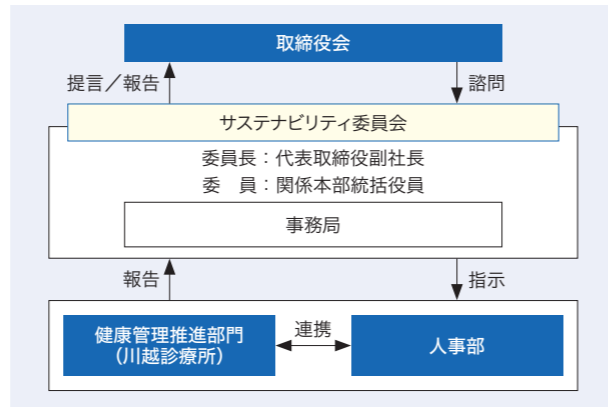 取締役会
提言／報告
諮問
サステナビリティ委員会
委員長：代表取締役副社長
委　員：関係本部統括役員
事務局
報告
指示
健康管理推進部門
（川越診療所）
連携
人事部